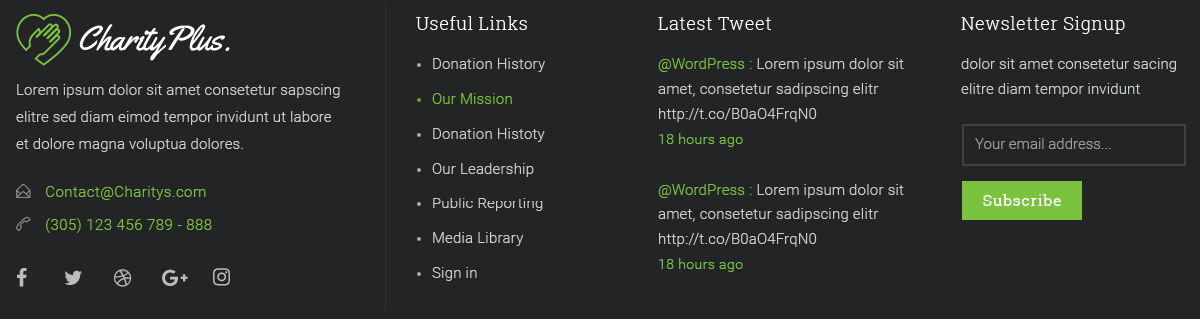 Charity Plus.
Lorem ipsum dolor sit amet consetetur sapscing
elitre sed diam eimod tempor invidunt ut labore
et dolore magna voluptua dolores.
Contact@Charitys.com
(305) 123 456 789 - 888
Useful Links
Donation History
Our Mission
Donation Histoty
Our Leadership
Public Reporting
Media Library
Sign in
Latest Tweet
@WordPress : Lorem ipsum dolor sit
amet, consetetur sadipscing elitr
http://t.co/B0aO4FrqN0
18 hours ago
@WordPress : Lorem ipsum dolor sit
amet, consetetur sadipscing elitr
http://t.co/B0aO4FrqN0
18 hours ago
Newsletter Signup
dolor sit amet consetetur sacing
elitre diam tempor invidunt
Your email address...
Subscribe